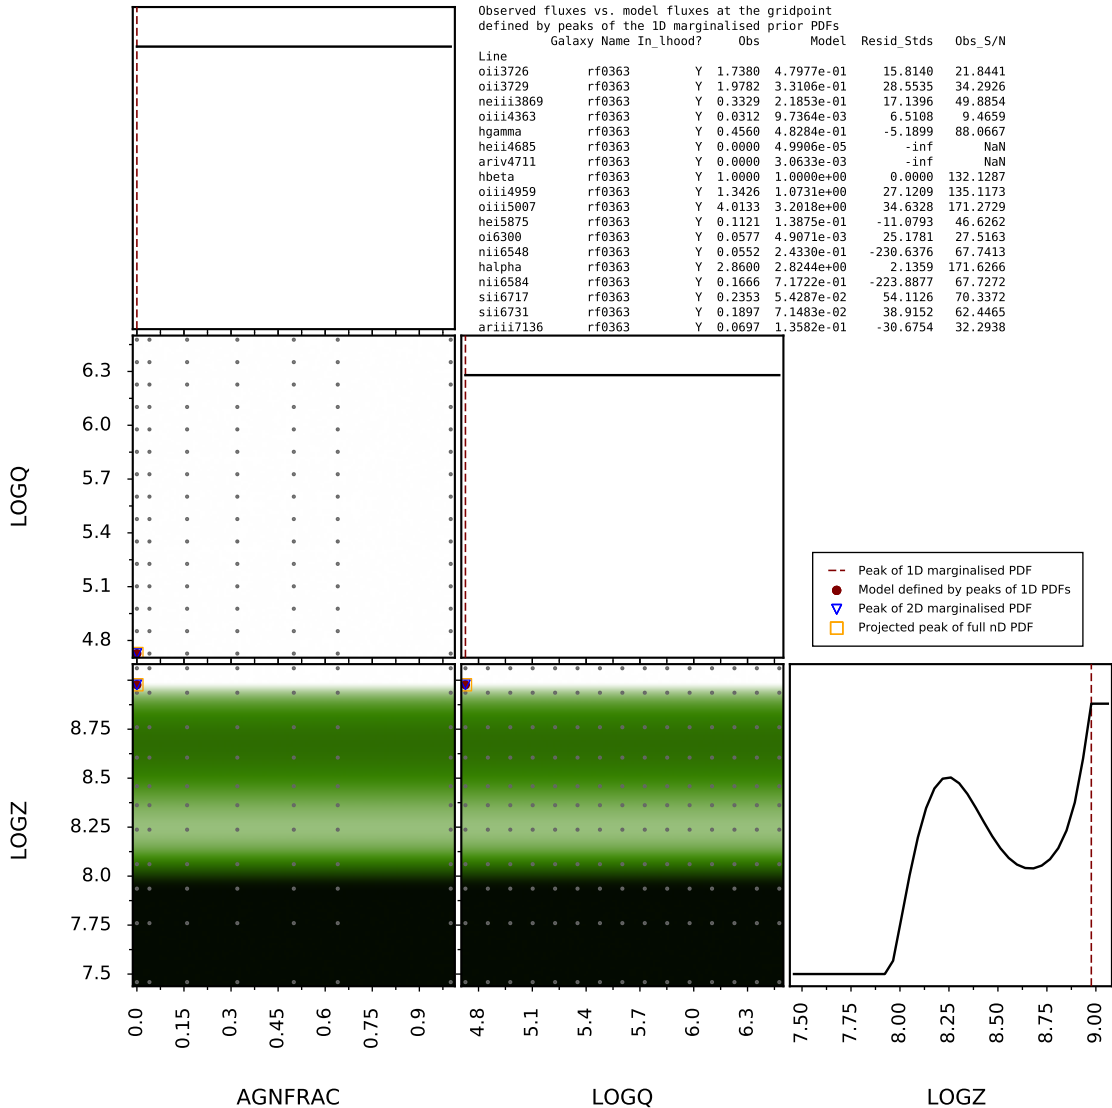 Observed fluxes vs. model fluxes at the gridpoint
defined by peaks of the 1D marginalised prior PDFs
Galaxy Name In_lhood? Obs Model Resid_Stds Obs_S/N
Line
oii3726 rf0363 Y 1.7380 4.7977e-01 15.8140 21.8441
oii3729 rf0363 Y 1.9782 3.3106e-01 28.5535 34.2926
neiii3869 rf0363 Y 0.3329 2.1853e-01 17.1396 49.8854
oiii4363 rf0363 Y 0.0312 9.7364e-03 6.5108 9.4659
hgamma rf0363 Y 0.4560 4.8284e-01 -5.1899 88.0667
heii4685 rf0363 Y 0.0000 4.9906e-05 -inf NaN
ariv4711 rf0363 Y 0.0000 3.0633e-03 -inf NaN
hbeta rf0363 Y 1.0000 1.0000e+00 0.0000 132.1287
oiii4959 rf0363 Y 1.3426 1.0731e+00 27.1209 135.1173
oiii5007 rf0363 Y 4.0133 3.2018e+00 34.6328 171.2729
hei5875 rf0363 Y 0.1121 1.3875e-01 -11.0793 46.6262
oi6300 rf0363 Y 0.0577 4.9071e-03 25.1781 27.5163
nii6548 rf0363 Y 0.0552 2.4330e-01 -230.6376 67.7413
halpha rf0363 Y 2.8600 2.8244e+00 2.1359 171.6266
nii6584 rf0363 Y 0.1666 7.1722e-01 -223.8877 67.7272
sii6717 rf0363 Y 0.2353 5.4287e-02 54.1126 70.3372
sii6731 rf0363 Y 0.1897 7.1483e-02 38.9152 62.4465
ariii7136 rf0363 Y 0.0697 1.3582e-01 -30.6754 32.2938
LOGQ
6.3
6.0
5.7
5.4
5.1
4.8
Peak of 1D marginalised PDF
Model defined by peaks of 1D PDFs
Peak of 2D marginalised PDF
Projected peak of full nD PDF
LOGZ
8.75
8.5
8.25
8.0
7.75
7.5
0.0 0.15 0.3 0.45 0.6 0.75 0.9
4.8 5.1 5.4 5.7 6.0 6.3
7.50 7.75 8.00 8.25 8.50 8.75 9.00
AGNFRAC LOGQ LOGZ